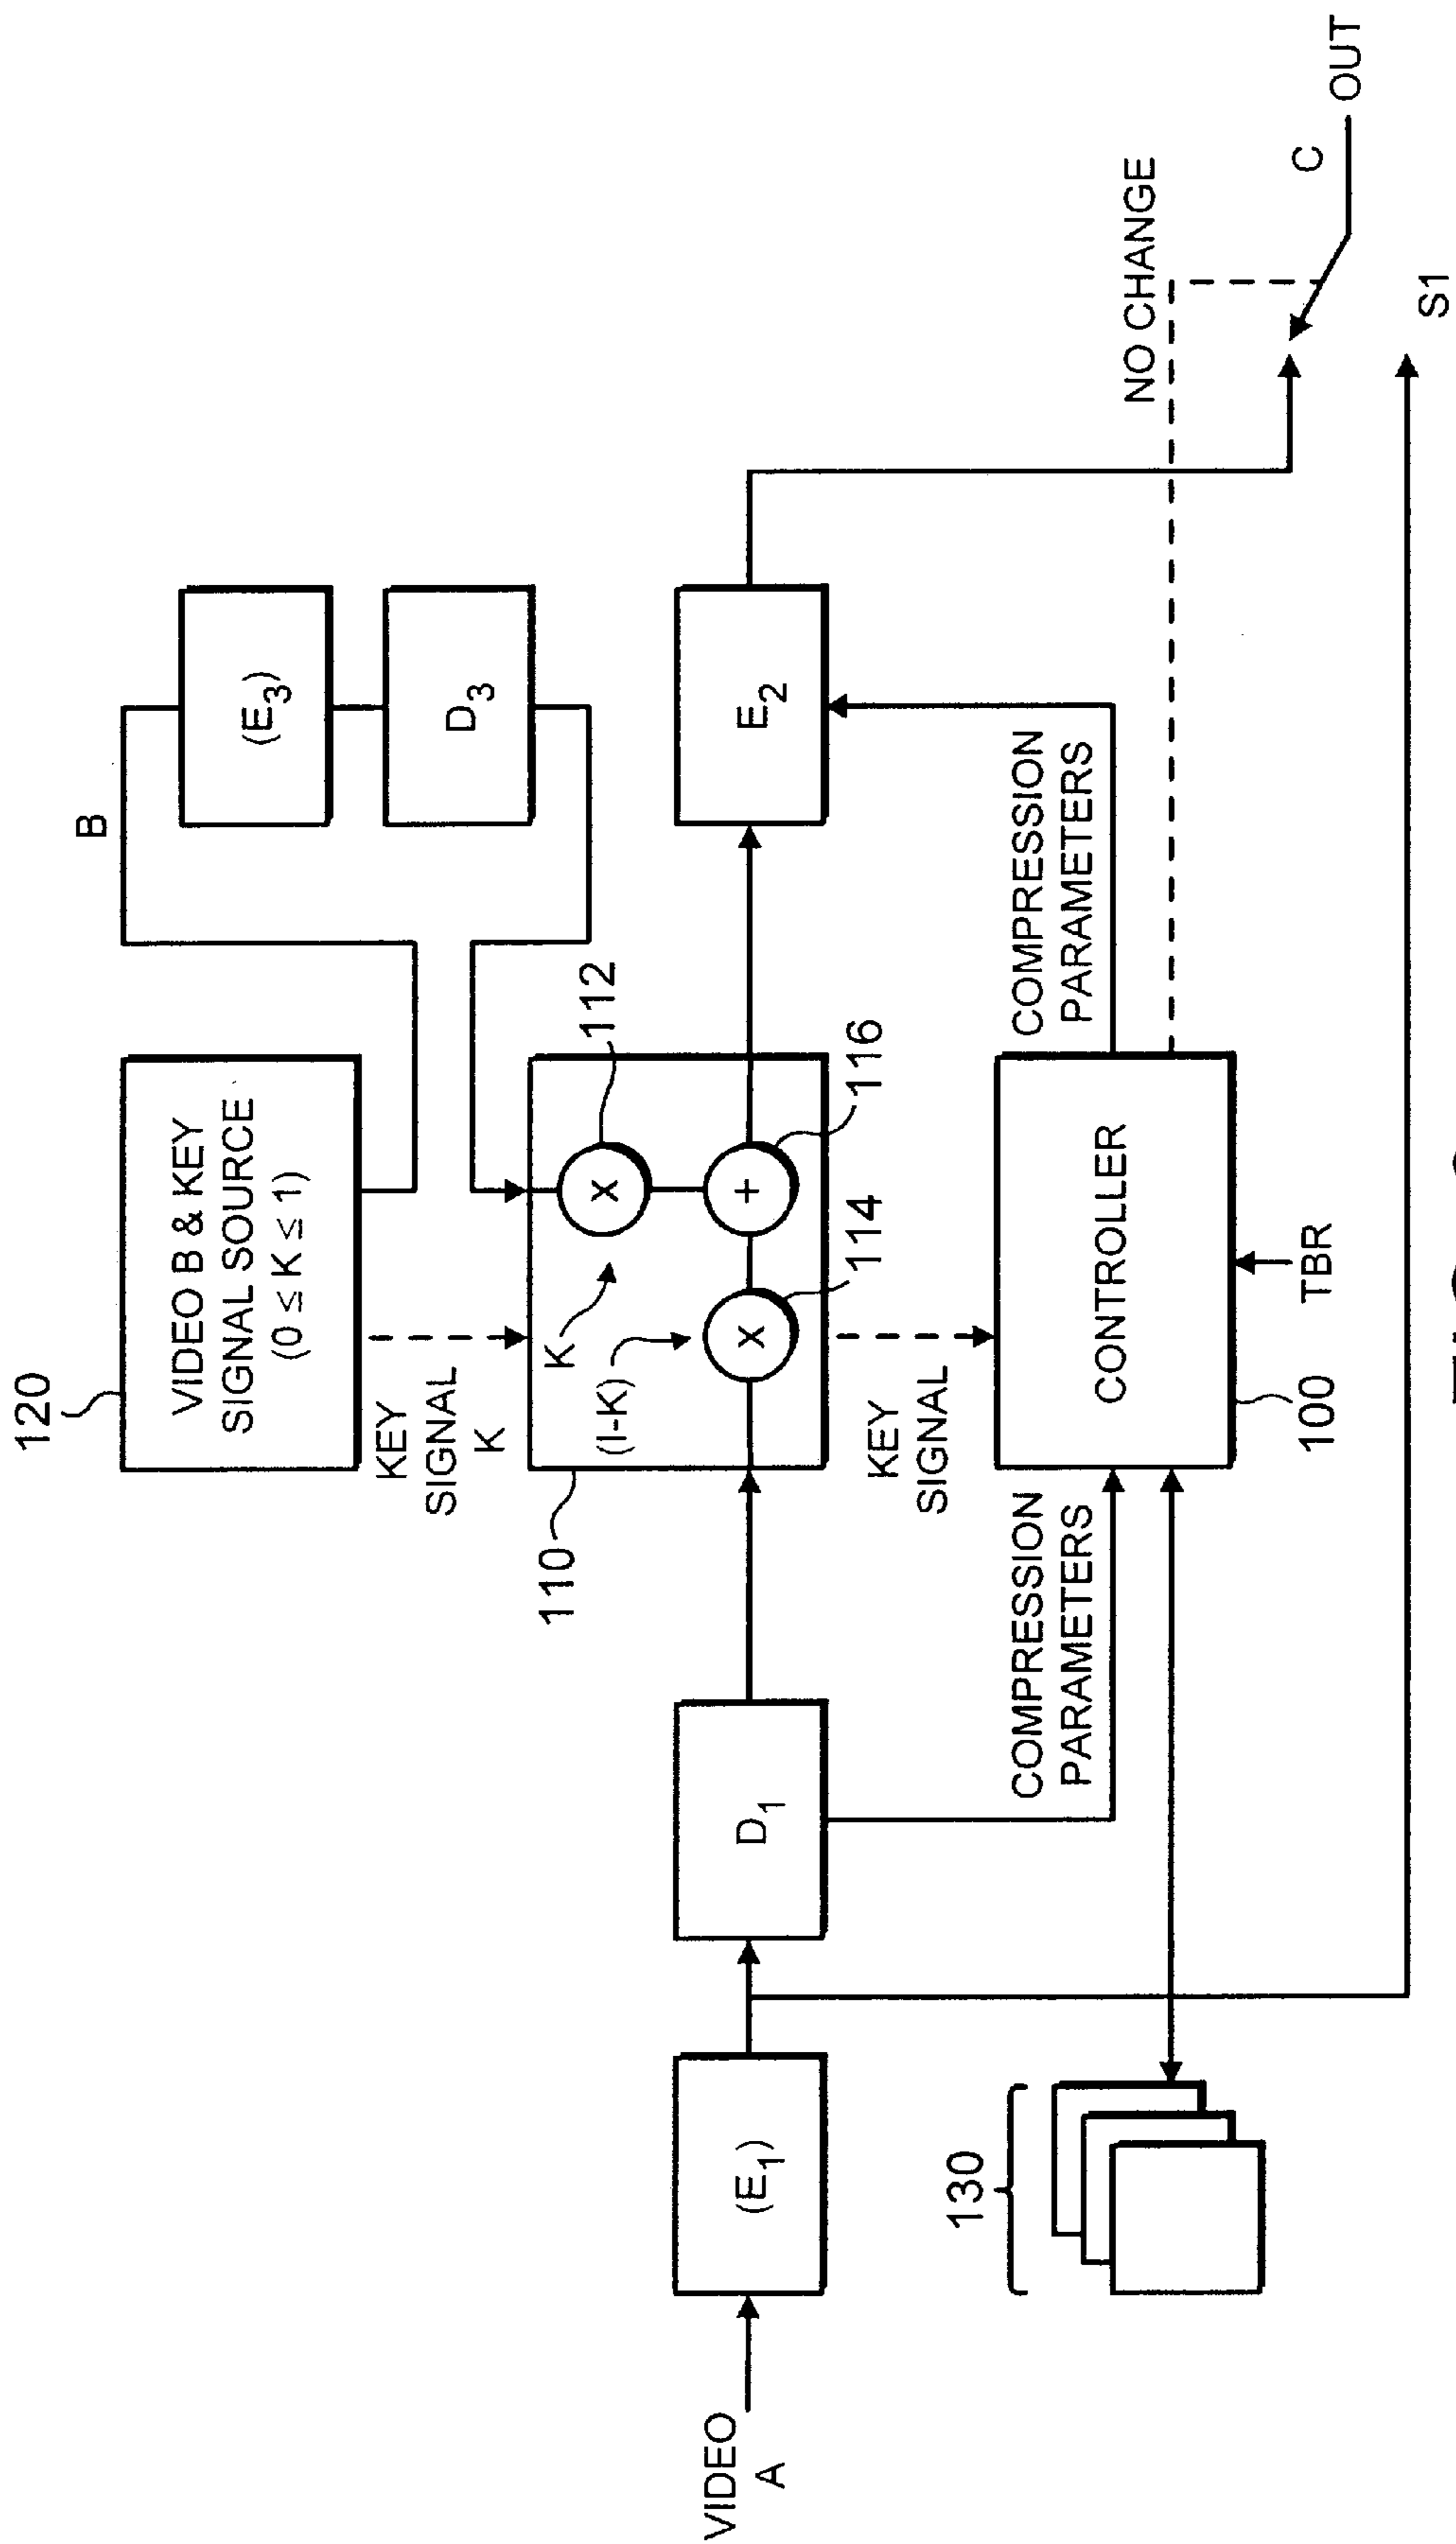 120
VIDEO B & KEY
SIGNAL SOURCE
(0 ≤ K ≤ 1)
B
(E3)
D3
KEY
SIGNAL
K
110
K
(I-K)
X
112
X
+
114
116
VIDEO
A
(E1)
D1
E2
KEY
SIGNAL
COMPRESSION
PARAMETERS
COMPRESSION
PARAMETERS
130
CONTROLLER
100
TBR
NO CHANGE
C
OUT
S1